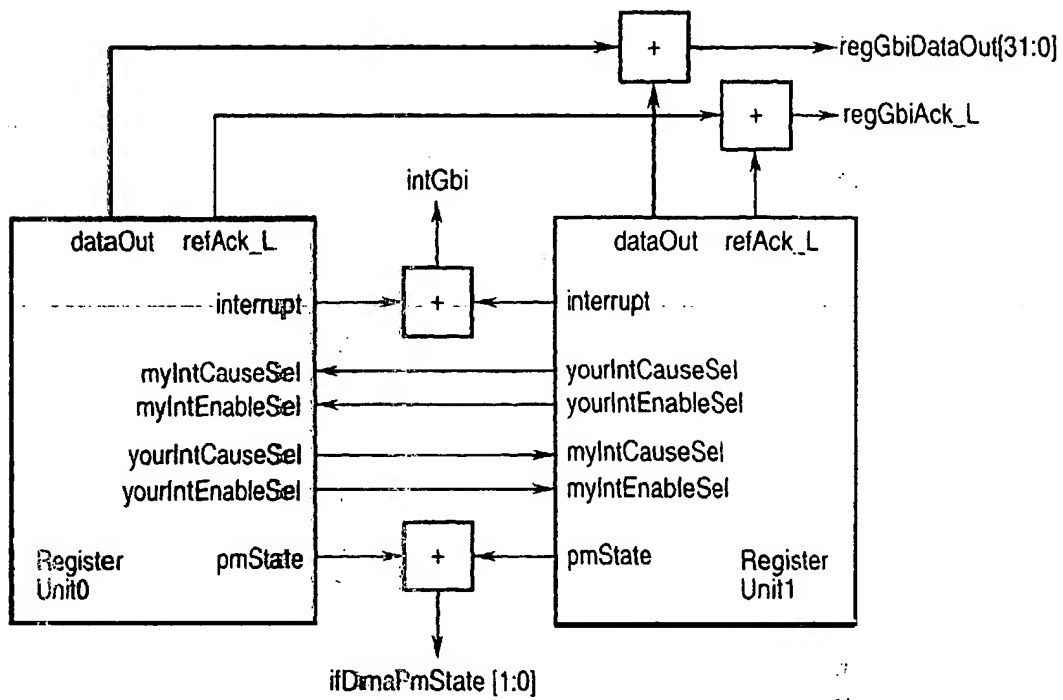 +
regGbiDataOut[31:0]
+
regGbiAck_L
intGbi
dataOut refAck_L
dataOut refAck_L
interrupt
+
interrupt
myIntCauseSel
yourIntCauseSel
myIntEnableSel
yourIntEnableSel
yourIntCauseSel
myIntCauseSel
yourIntEnableSel
myIntEnableSel
pmState
+
pmState
Register
Unit0
Register
Unit1
ifDmaPmState [1:0]